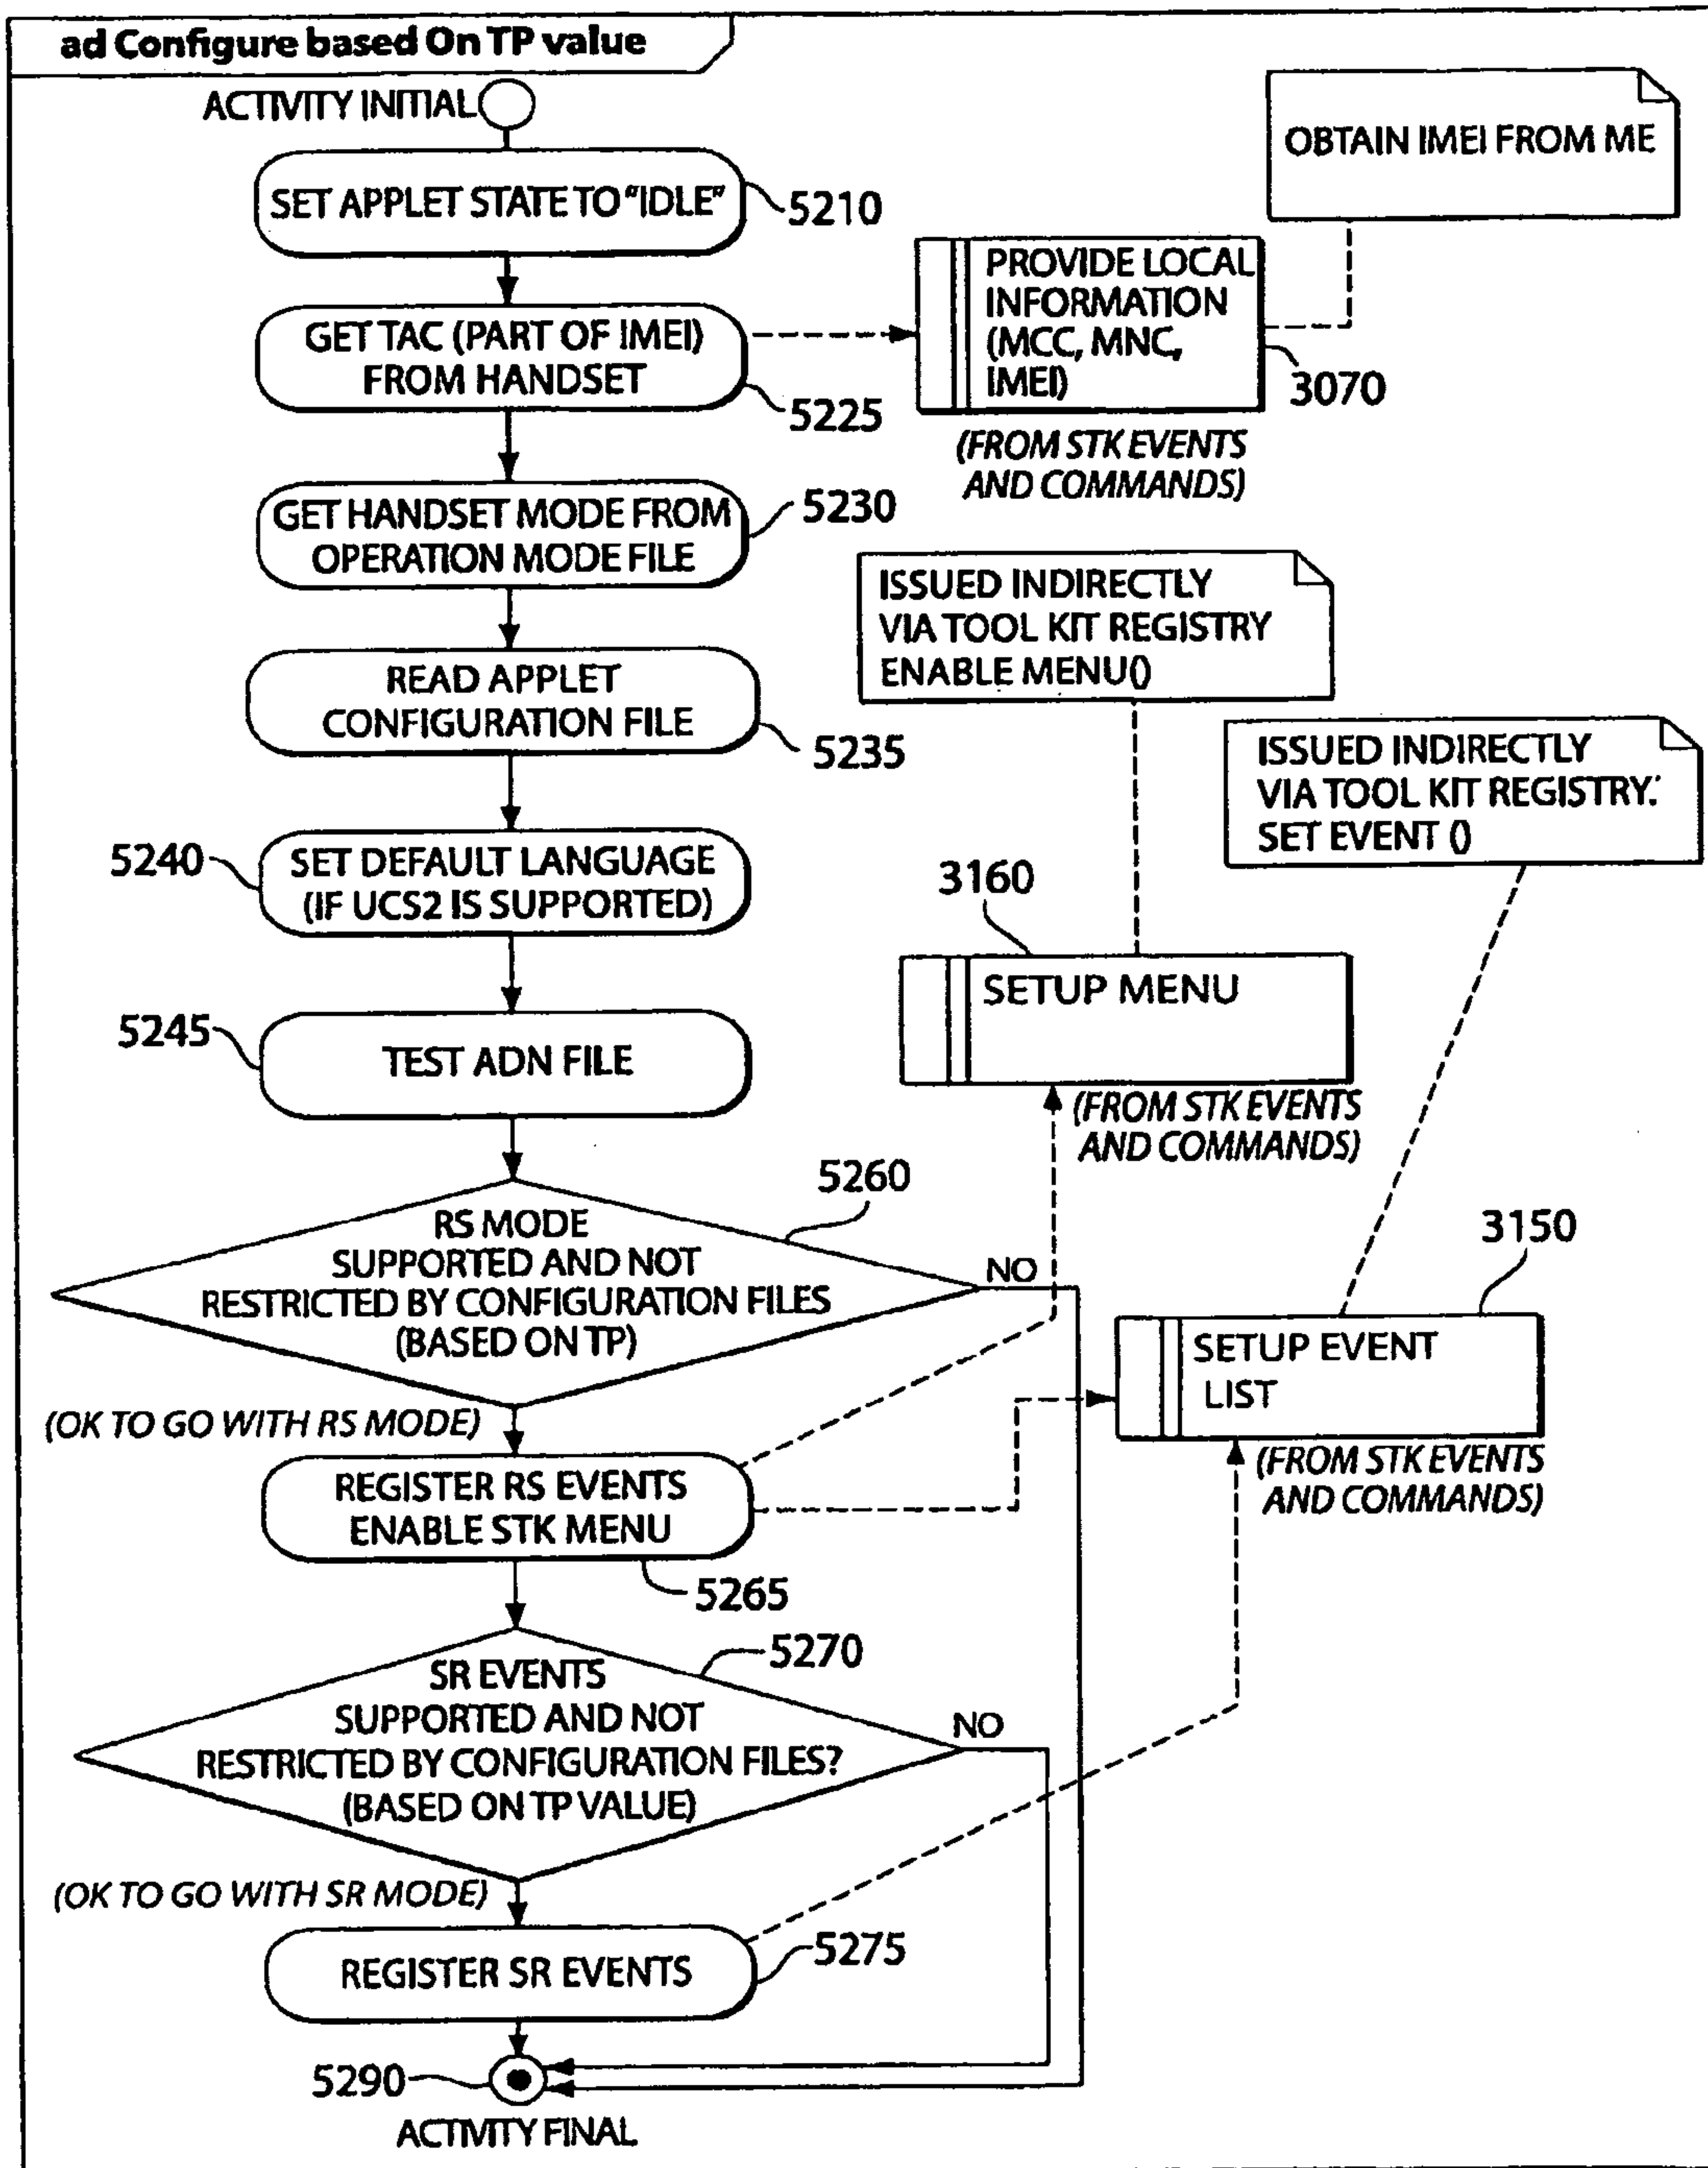 ad Configure based On TP value
ACTIVITY INITIAL
OBTAIN IMEI FROM ME
SET APPLET STATE TO "IDLE"
5210
PROVIDE LOCAL
INFORMATION
(MCC, MNC,
IMEI)
3070
(FROM STK EVENTS
AND COMMANDS)
GET TAC (PART OF IMEI)
FROM HANDSET
5225
GET HANDSET MODE FROM
OPERATION MODE FILE
5230
ISSUED INDIRECTLY
VIA TOOL KIT REGISTRY
ENABLE MENU()
READ APPLET
CONFIGURATION FILE
5235
ISSUED INDIRECTLY
VIA TOOL KIT REGISTRY.'
SET EVENT ()
5240
SET DEFAULT LANGUAGE
(IF UCS2 IS SUPPORTED)
3160
SETUP MENU
(FROM STK EVENTS
AND COMMANDS)
5245
TEST ADN FILE
5260
RS MODE
SUPPORTED AND NOT
RESTRICTED BY CONFIGURATION FILES
(BASED ON TP)
NO
3150
SETUP EVENT
LIST
(FROM STK EVENTS
AND COMMANDS)
(OK TO GO WITH RS MODE)
REGISTER RS EVENTS
ENABLE STK MENU
5265
5270
SR EVENTS
SUPPORTED AND NOT
RESTRICTED BY CONFIGURATION FILES?
(BASED ON TP VALUE)
NO
(OK TO GO WITH SR MODE)
REGISTER SR EVENTS
5275
5290
ACTIVITY FINAL